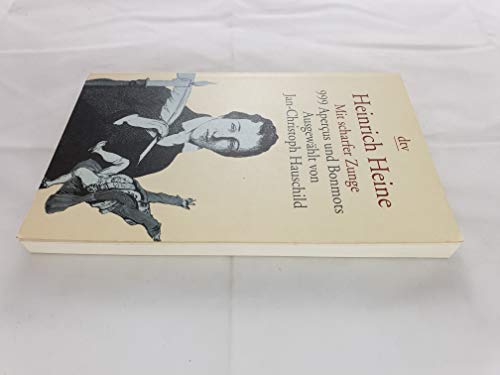 dtv
Heinrich Heine
Mit scharfer Zunge
999 Aperçus und Bonmots
Ausgewählt von
Jan-Christoph Hauschild